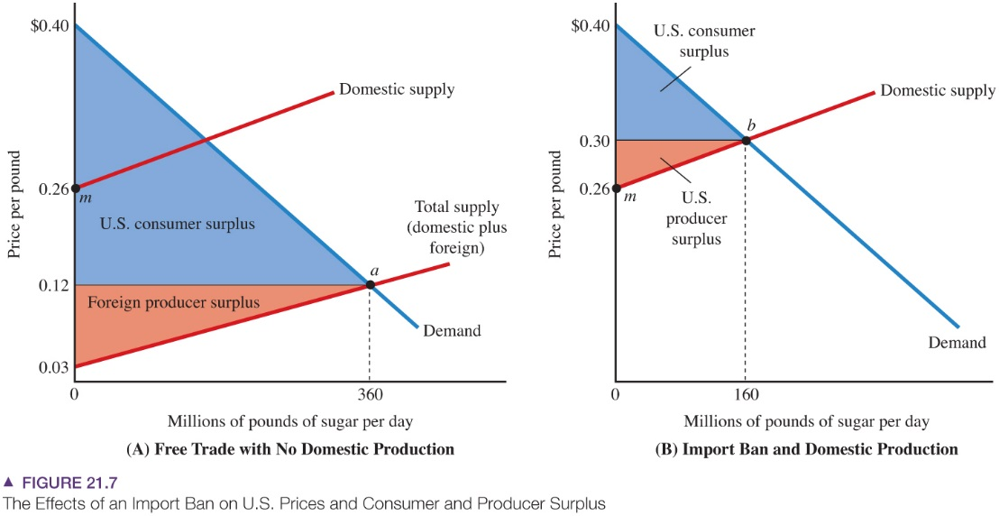 $0.40
Domestic supply
Price per pound
0.26
m
U.S. consumer surplus
Total supply
(domestic plus
foreign)
a
0.12
Foreign producer surplus
Demand
0.03
0
360
Millions of pounds of sugar per day
(A) Free Trade with No Domestic Production
$0.40
U.S. consumer
surplus
Domestic supply
b
0.30
Price per pound
0.26
m
U.S.
producer
surplus
Demand
0
160
Millions of pounds of sugar per day
(B) Import Ban and Domestic Production
▲ FIGURE 21.7
The Effects of an Import Ban on U.S. Prices and Consumer and Producer Surplus